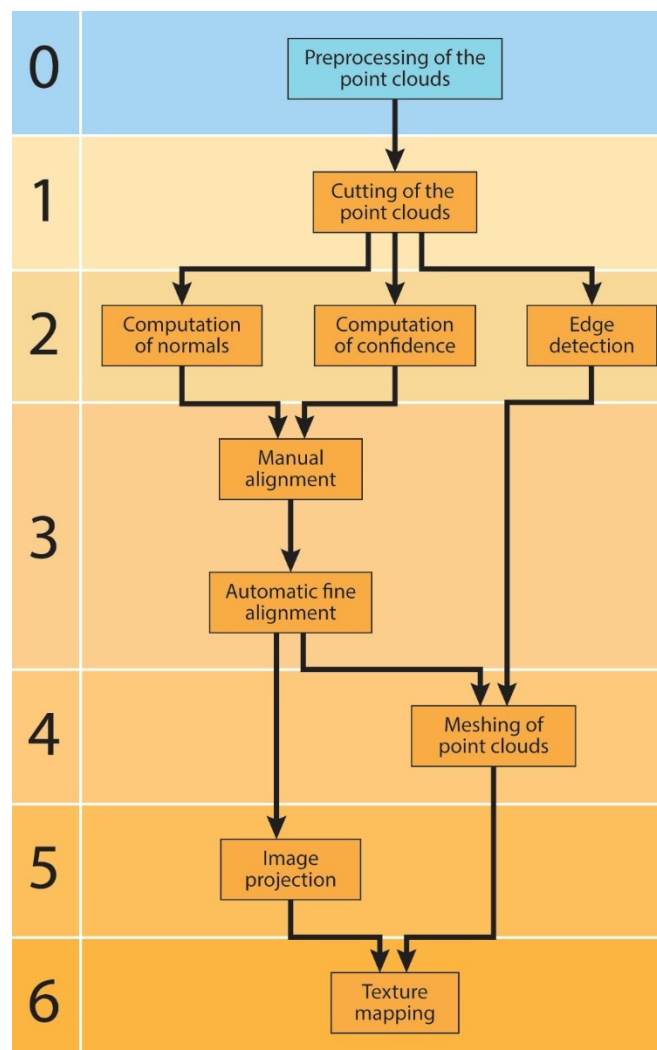 0
Preprocessing of the
point clouds
1
Cutting of the
point clouds
2
Computation
of normals
Computation
of confidence
Edge
detection
3
Manual
alignment
Automatic fine
alignment
4
Meshing of
point clouds
5
Image
projection
6
Texture
mapping